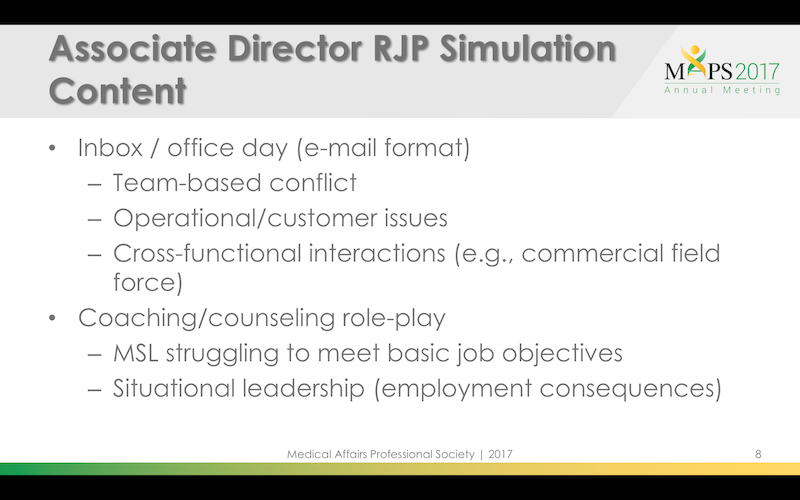 Associate Director RJP Simulation
Content
MAPS2017
Annual Meeting
• Inbox / office day (e-mail format)
– Team-based conflict
– Operational/customer issues
– Cross-functional interactions (e.g., commercial field
force)
• Coaching/counseling role-play
– MSL struggling to meet basic job objectives
– Situational leadership (employment consequences)
Medical Affairs Professional Society | 2017
8